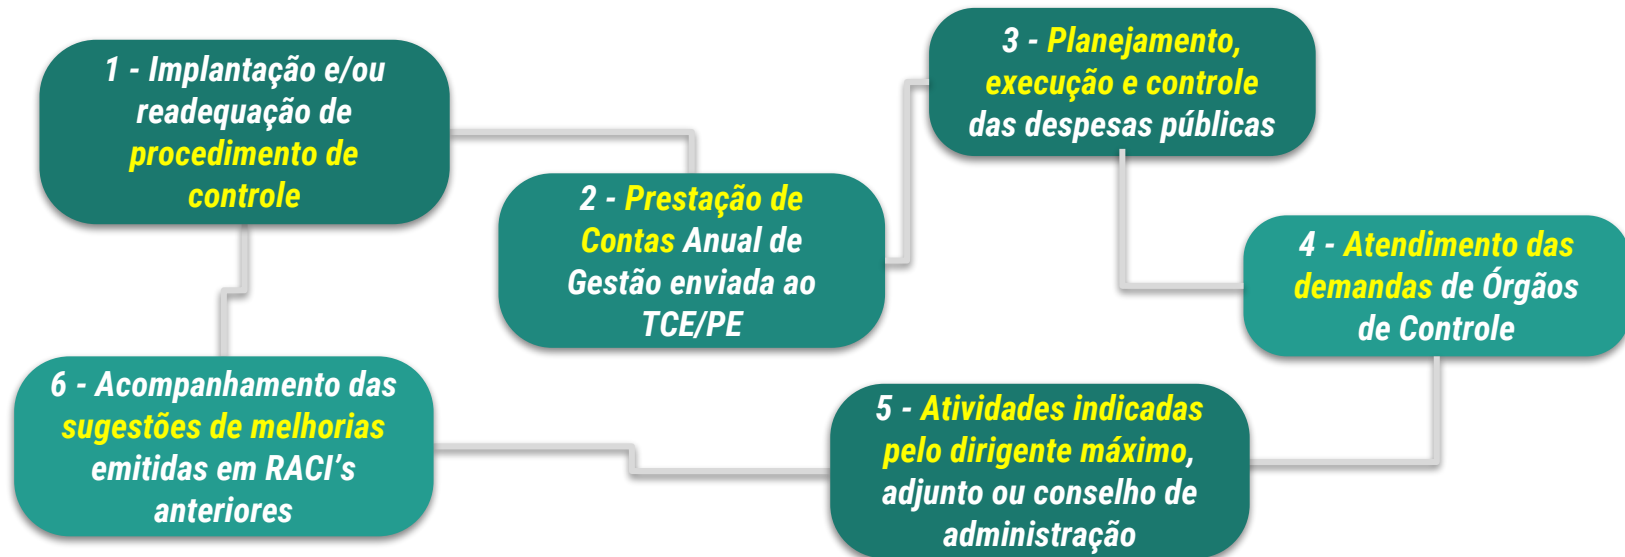 1 - Implantação e/ou
readequação de
procedimento de
controle
2 - Prestação de
Contas Anual de
Gestão enviada ao
TCE/PE
3 - Planejamento,
execução e controle
das despesas públicas
4 - Atendimento das
demandas de Órgãos
de Controle
5 - Atividades indicadas
pelo dirigente máximo,
adjunto ou conselho de
administração
6 - Acompanhamento das
sugestões de melhorias
emitidas em RACI’s
anteriores